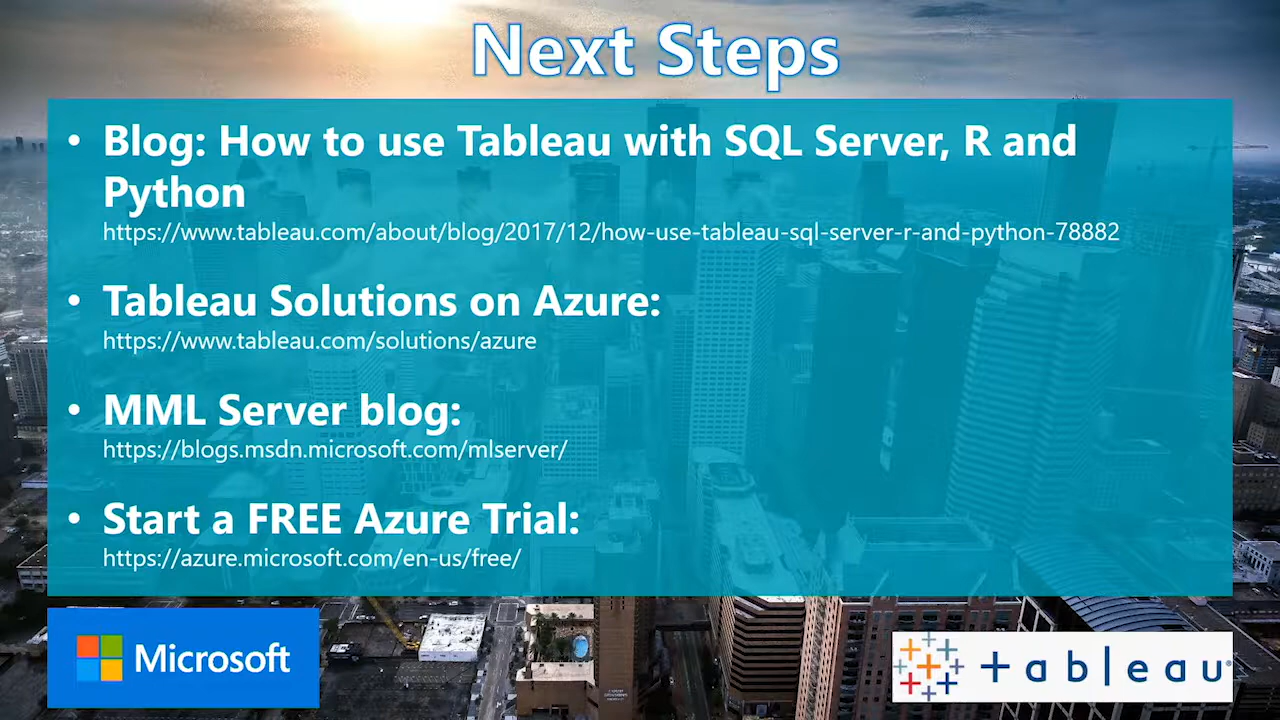 Next Steps
• Blog: How to use Tableau with SQL Server, R and
Python
https://www.tableau.com/about/blog/2017/12/how-use-tableau-sql-server-r-and-python-78882
• Tableau Solutions on Azure:
https://www.tableau.com/solutions/azure
• MML Server blog:
https://blogs.msdn.microsoft.com/mlserver/
• Start a FREE Azure Trial:
https://azure.microsoft.com/en-us/free/
Microsoft
+ableau®